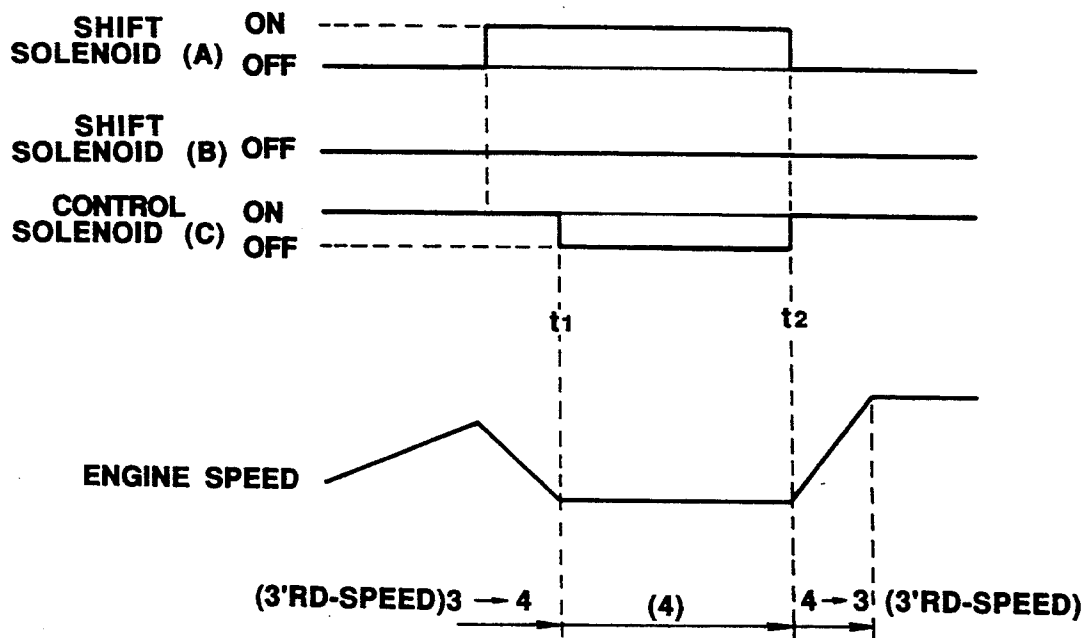 SHIFT
SOLENOID (A)
ON
OFF
SHIFT
SOLENOID (B) OFF
CONTROL
SOLENOID (C)
ON
OFF
t1
t2
ENGINE SPEED
(3'RD-SPEED)3 → 4
(4)
4 → 3 (3'RD-SPEED)